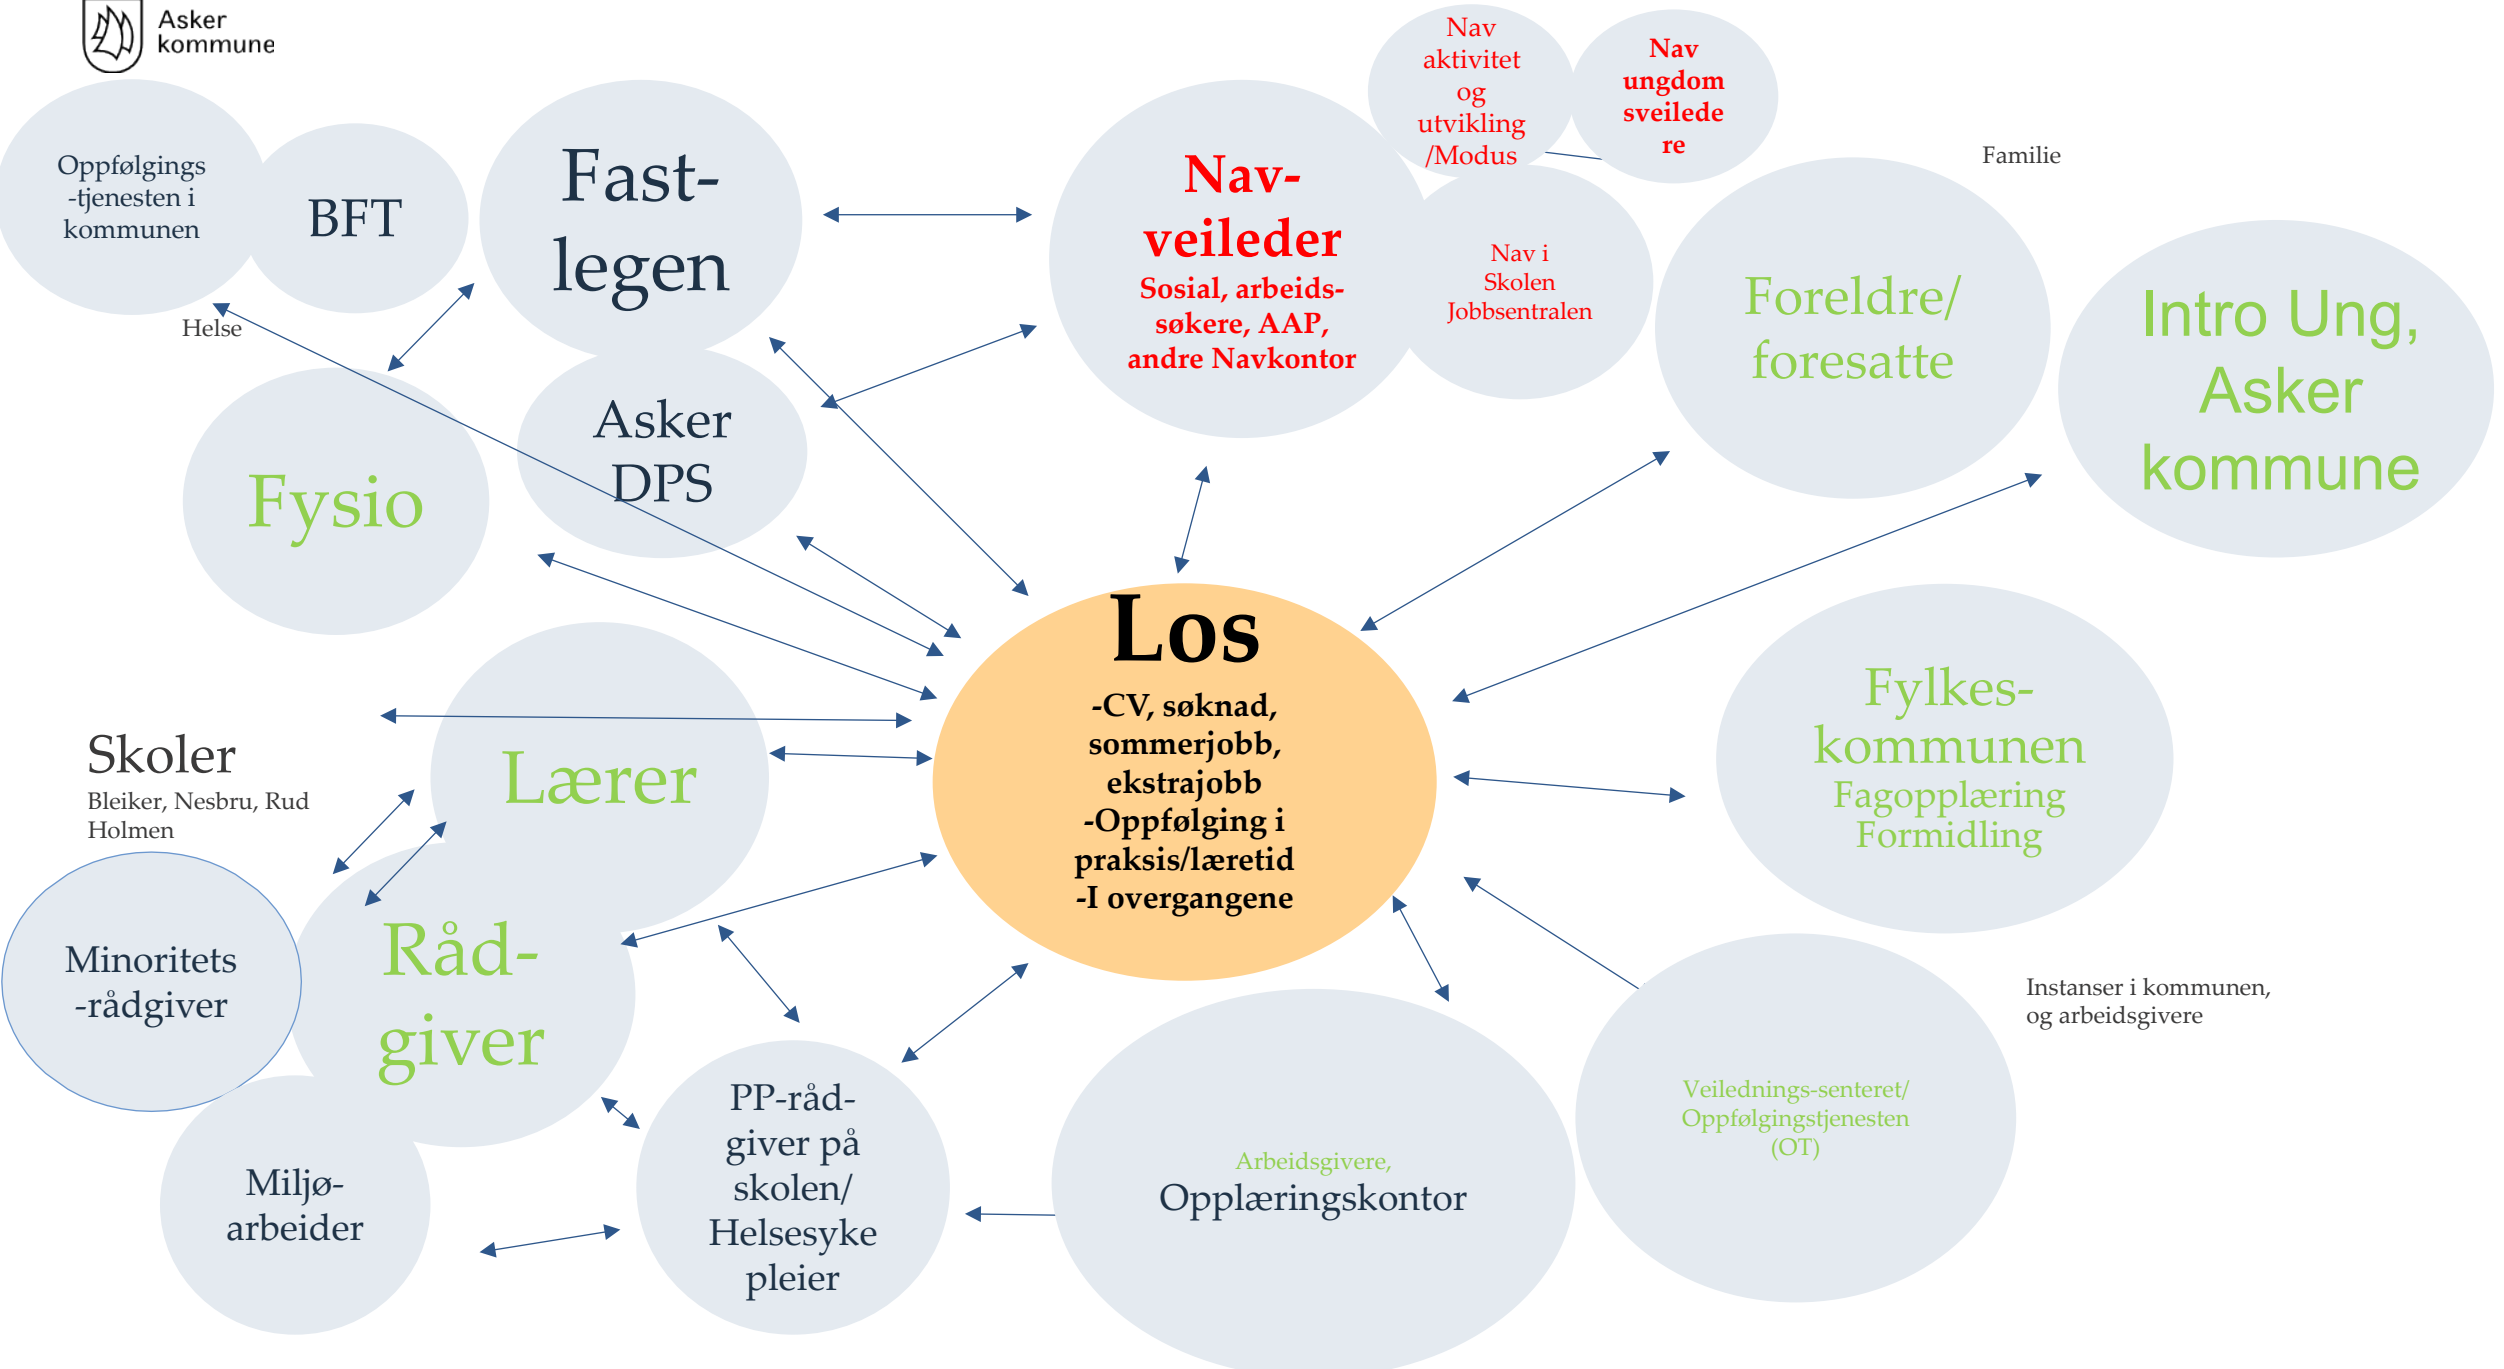 Asker
kommune
Oppfølgings
-tjenesten i
kommunen
BFT
Fast-
legen
Nav-
veileder
Sosial, arbeids-
søkere, AAP,
andre Navkontor
Nav
aktivitet
og
utvikling
/Modus
Nav
ungdom
sveilede
re
Nav i
Skolen
Jobbsentralen
Familie
Foreldre/
foresatte
Intro Ung,
Asker
kommune
Helse
Fysio
Asker
DPS
Los
-CV, søknad,
sommerjobb,
ekstrajobb
-Oppfølging i
praksis/læretid
-I overgangene
Fylkes-
kommunen
Fagopplæring
Formidling
Skoler
Bleiker, Nesbru, Rud
Holmen
Lærer
Råd-
giver
Minoritets
-rådgiver
Miljø-
arbeider
PP-råd-
giver på
skolen/
Helsesyke
pleier
Arbeidsgivere,
Opplæringskontor
Veilednings-senteret/
Oppfølgingstjenesten
(OT)
Instanser i kommunen,
og arbeidsgivere